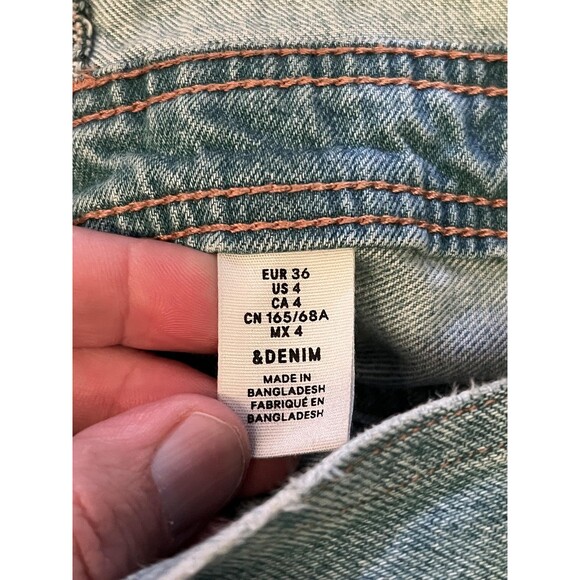 EUR 36
US 4
CA 4
CN 165/68A
MX 4
&DENIM
MADE IN
BANGLADESH
FABRIQUÉ EN
BANGLADESH